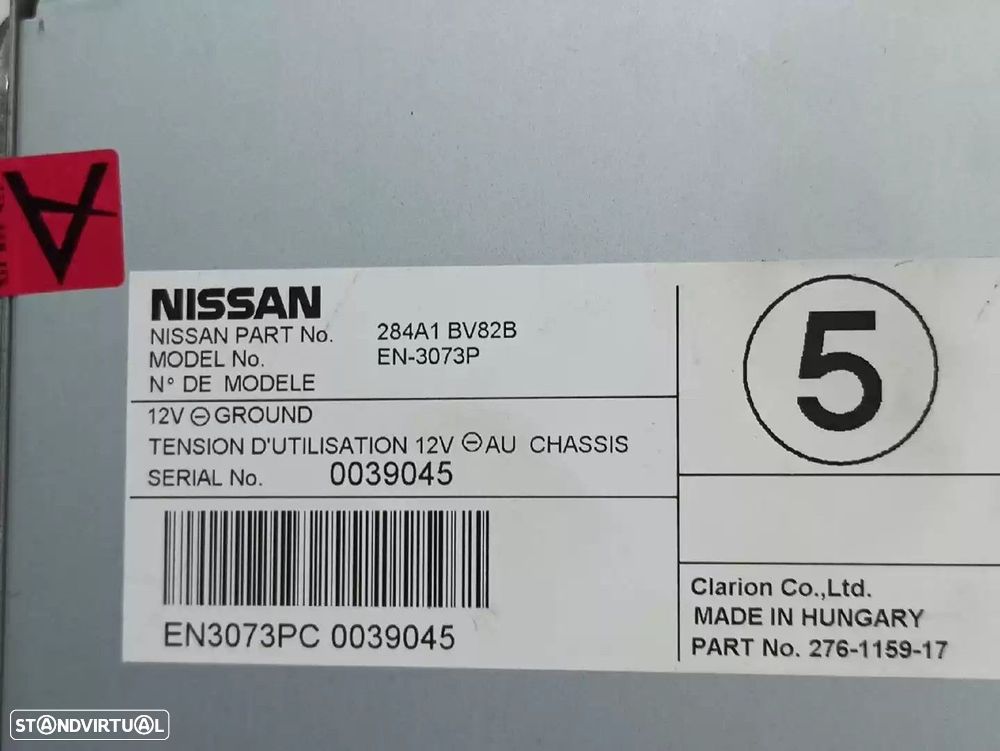 A
NISSAN
NISSAN PART No. 284A1 BV82B
MODEL No. EN-3073P
N° DE MODELE
12V ⊖ GROUND
TENSION D'UTILISATION 12V ⊖ AU CHASSIS
SERIAL No. 0039045
EN3073PC 0039045
5
Clarion Co.,Ltd.
MADE IN HUNGARY
PART No. 276-1159-17
STANDVIRTUAL